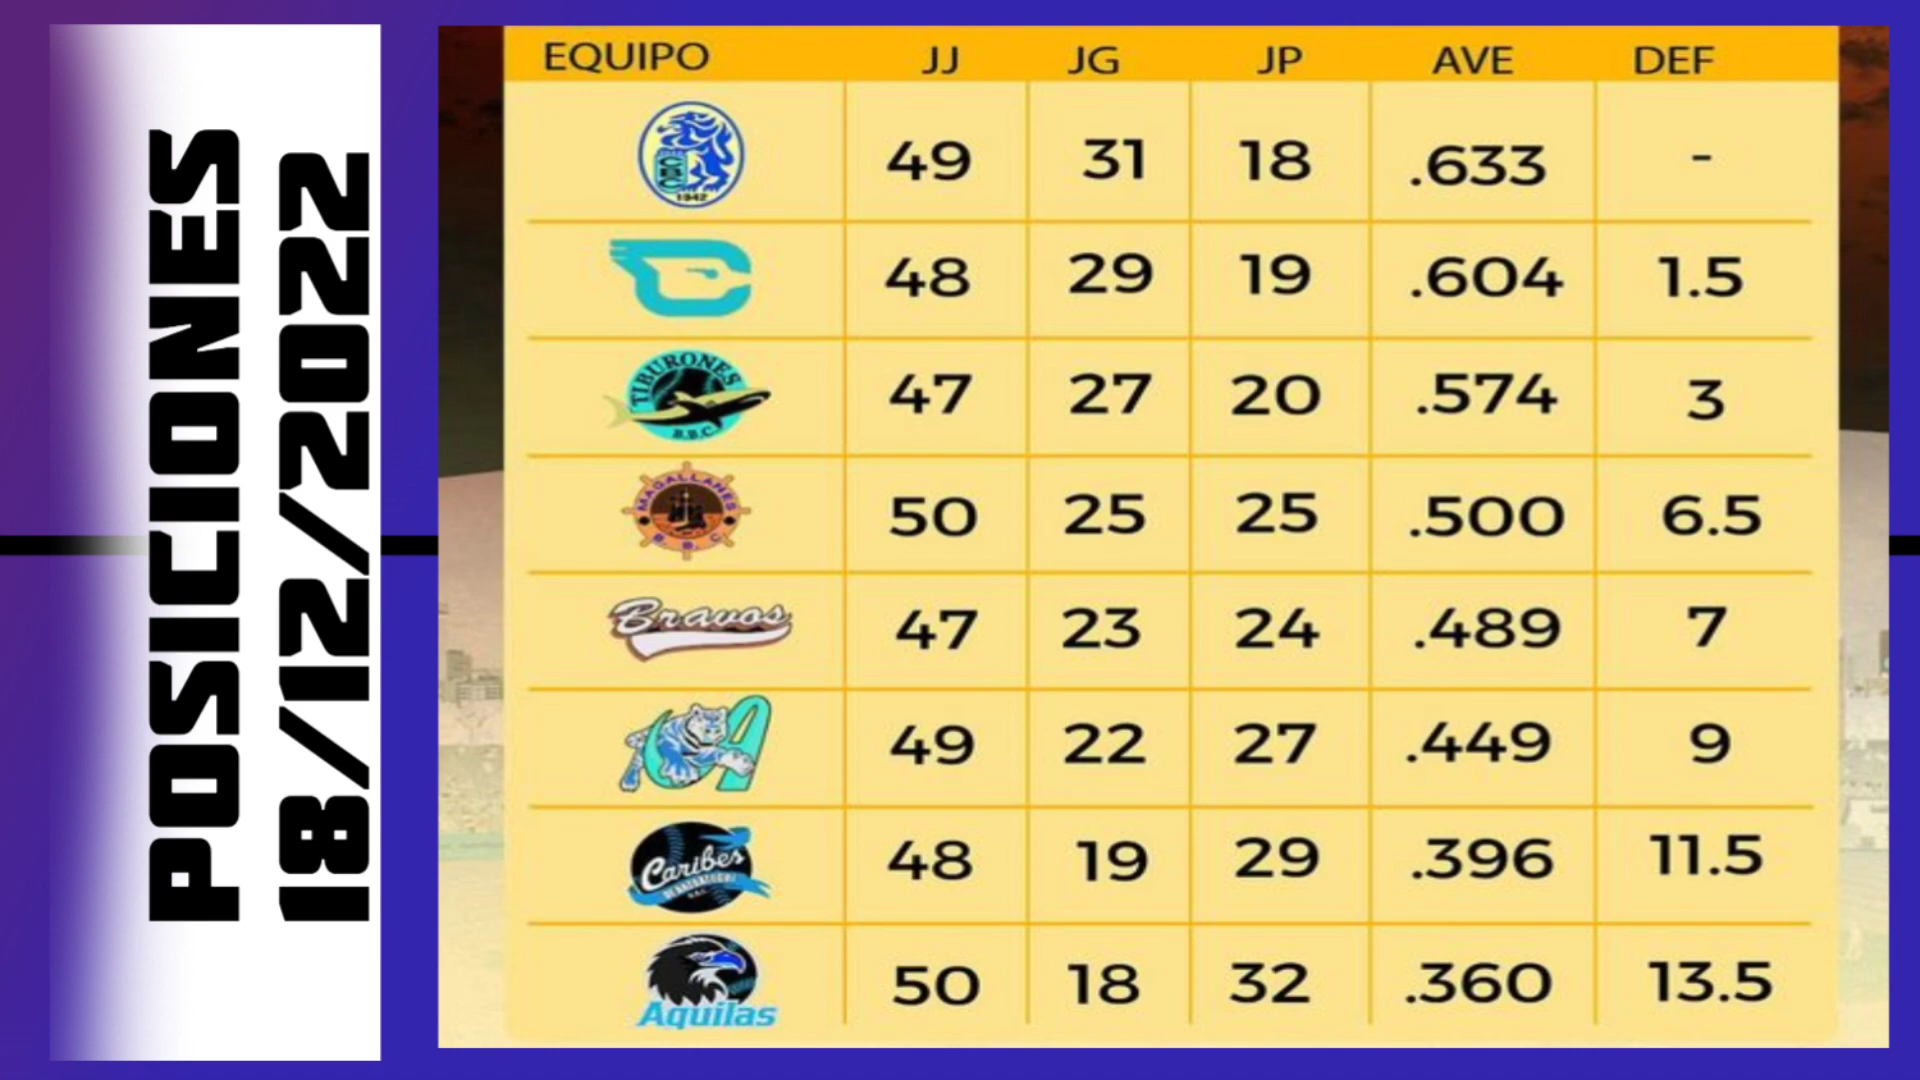 POSICIONES
18/12/2022
EQUIPO JJ JG JP AVE DEF
CBC
1942
49 31 18 .633 -
48 29 19 .604 1.5
TIBURONES
B.B.C.
47 27 20 .574 3
MAGALLANES
B. B. C.
50 25 25 .500 6.5
Bravos
47 23 24 .489 7
49 22 27 .449 9
Caribes
48 19 29 .396 11.5
Aguilas
50 18 32 .360 13.5